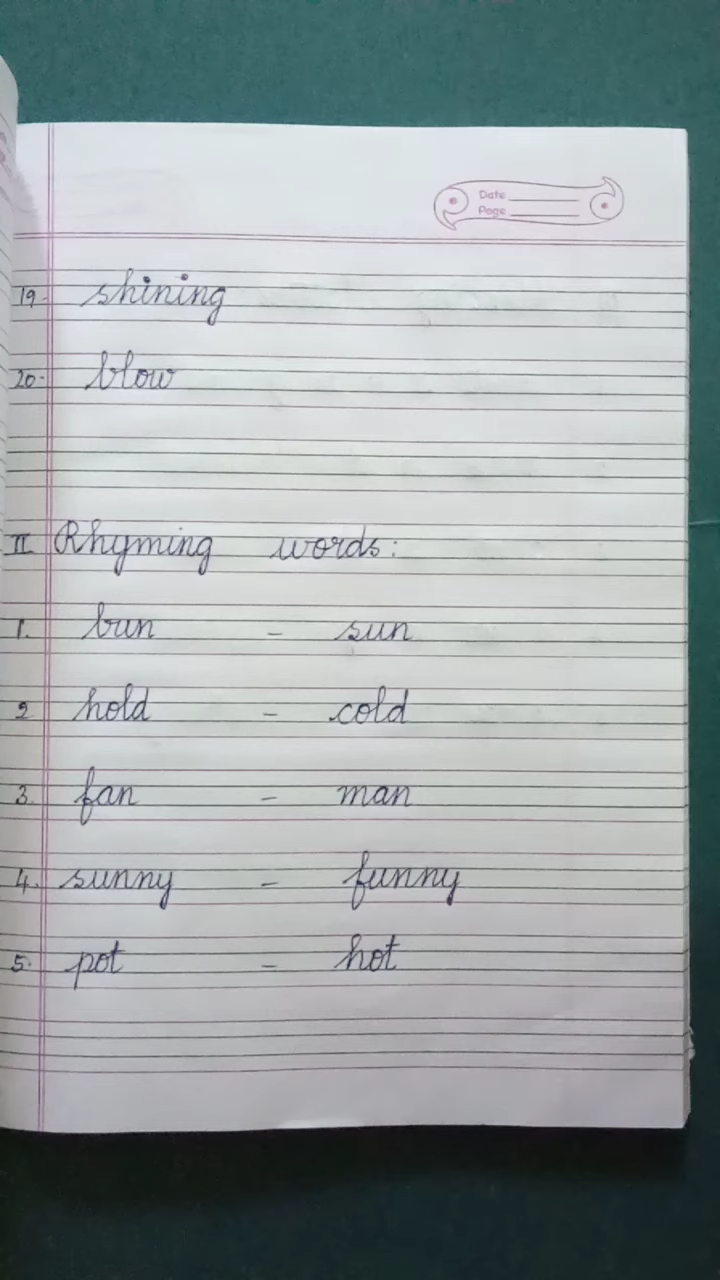 Date
Page
19. shining
20. blow
II. Rhyming words:
1. bun - sun
2. hold - cold
3. fan - man
4. sunny - funny
5. pot - hot